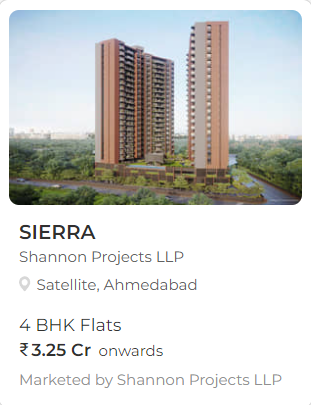 SIERRA
Shannon Projects LLP
Satellite, Ahmedabad
4 BHK Flats
₹ 3.25 Cr onwards
Marketed by Shannon Projects LLP